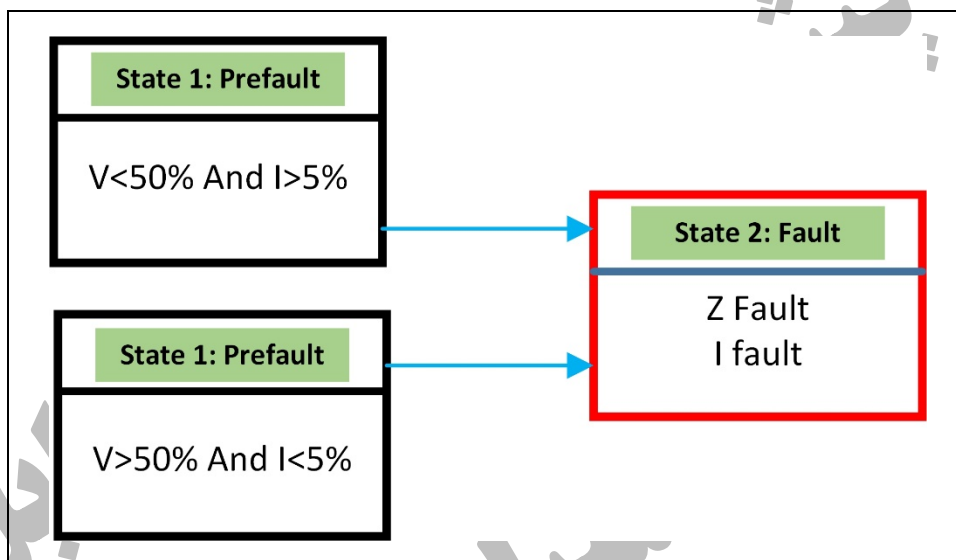 State 1: Prefault
V<50% And I>5%
State 2: Fault
Z Fault
I fault
State 1: Prefault
V>50% And I<5%